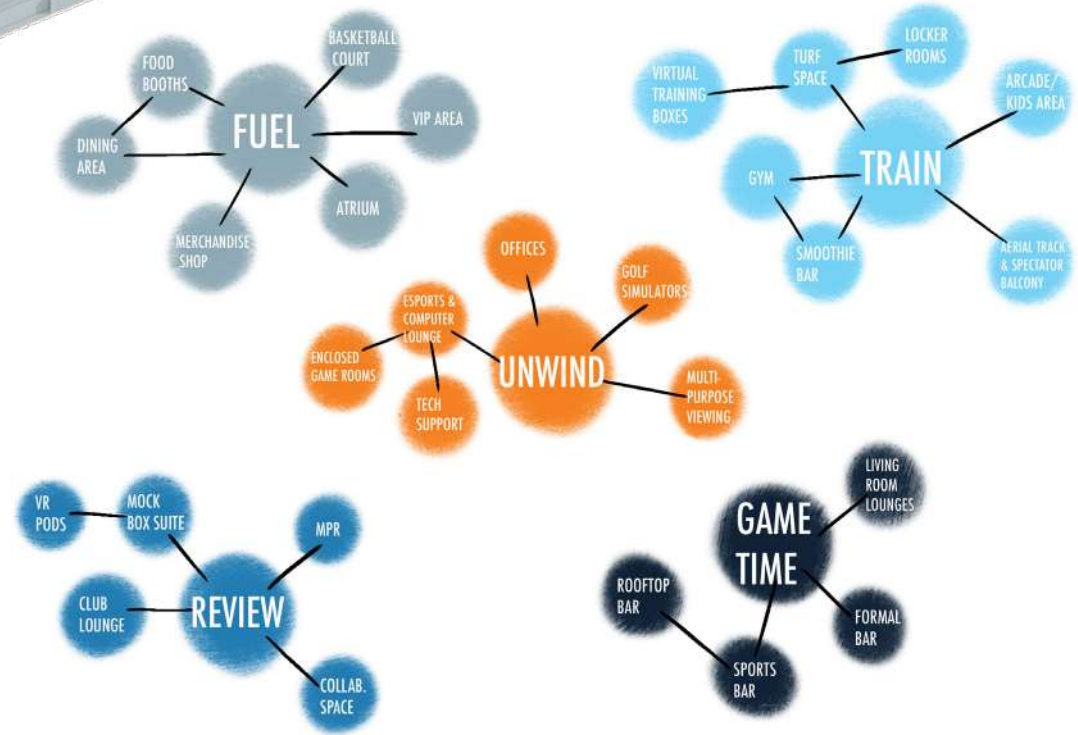 BASKETBALL
COURT
FOOD
BOOTHS
FUEL
VIP AREA
DINING
AREA
ATRIUM
MERCHANDISE
SHOP
LOCKER
ROOMS
TURF
SPACE
VIRTUAL
TRAINING
BOXES
ARCADE/
KIDS AREA
TRAIN
GYM
SMOOTHIE
BAR
AERIAL TRACK
& SPECTATOR
BALCONY
OFFICES
GOLF
SIMULATORS
ESPORTS &
COMPUTER
LOUNGE
ENCLOSED
GAME ROOMS
UNWIND
TECH
SUPPORT
MULTI-
PURPOSE
VIEWING
VR
PODS
MOCK
BOX SUITE
MPR
CLUB
LOUNGE
REVIEW
COLLAB.
SPACE
LIVING
ROOM
LOUNGES
GAME
TIME
ROOFTOP
BAR
FORMAL
BAR
SPORTS
BAR